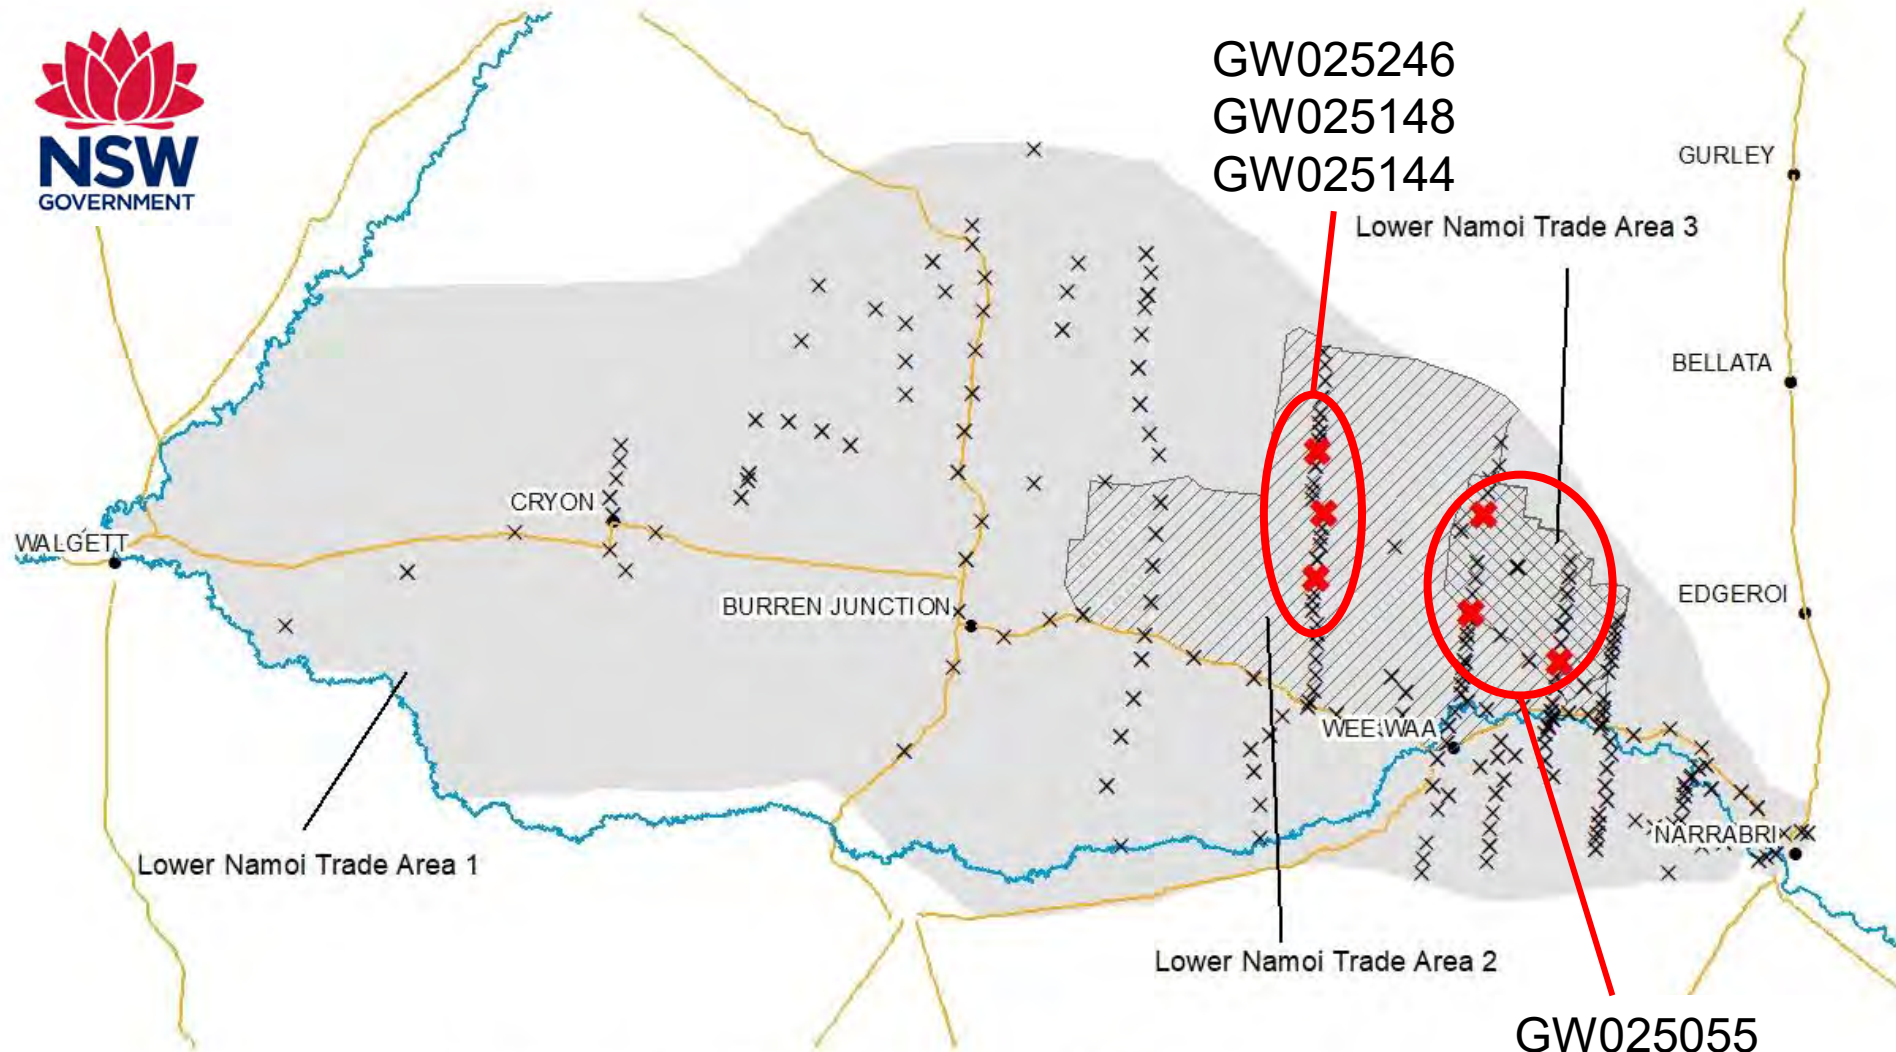 NSW
GOVERNMENT
GW025246
GW025148
GW025144
Lower Namoi Trade Area 3
GURLEY
BELLATA
CRYON
WALGETT
BURREN JUNCTION
EDGEROI
WEE WAA
NARRABRI
Lower Namoi Trade Area 1
Lower Namoi Trade Area 2
GW025055